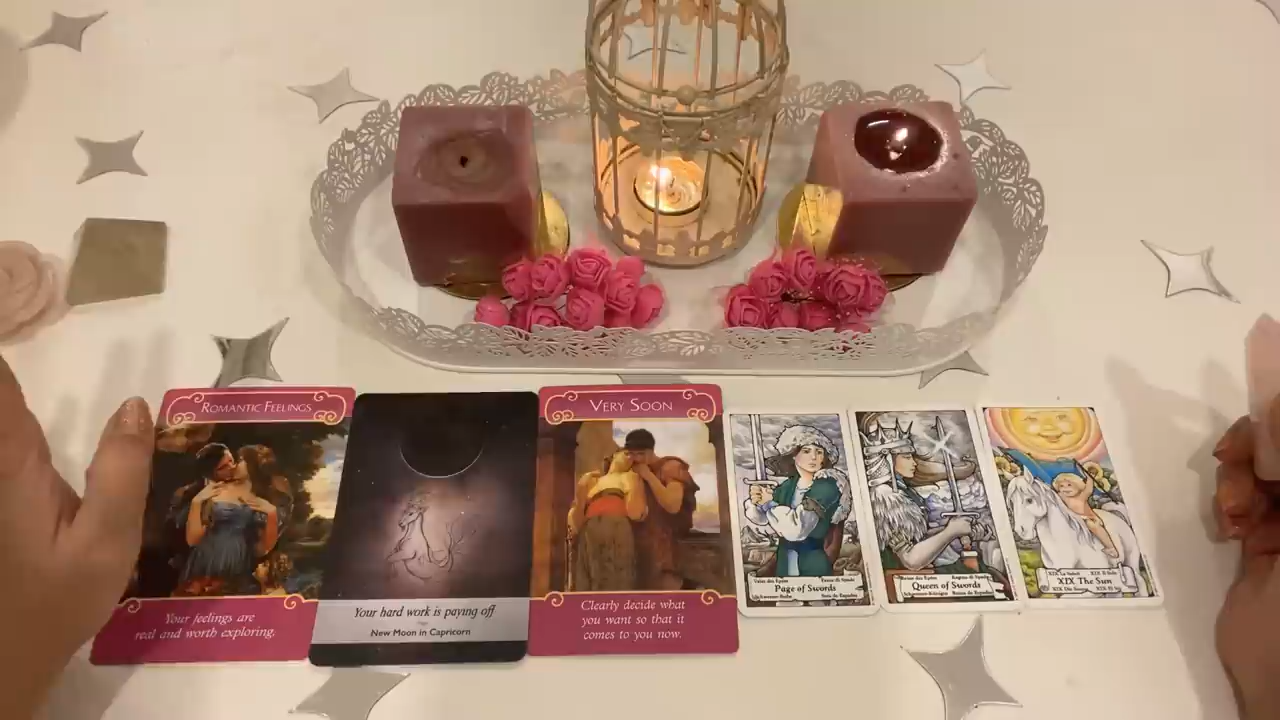 ROMANTIC FEELINGS
Your feelings are
real and worth exploring.
Your hard work is paying off
New Moon in Capricorn
VERY SOON
Clearly decide what
you want so that it
comes to you now.
Page of Swords
Queen of Swords
XIX The Sun